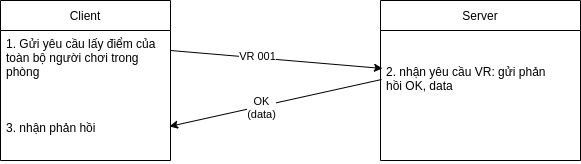 Client
Server
1. Gửi yêu cầu lấy điểm của
toàn bộ người chơi trong
phòng
VR 001
2. nhận yêu cầu VR: gửi phản
hồi OK, data
OK
(data)
3. nhận phản hồi